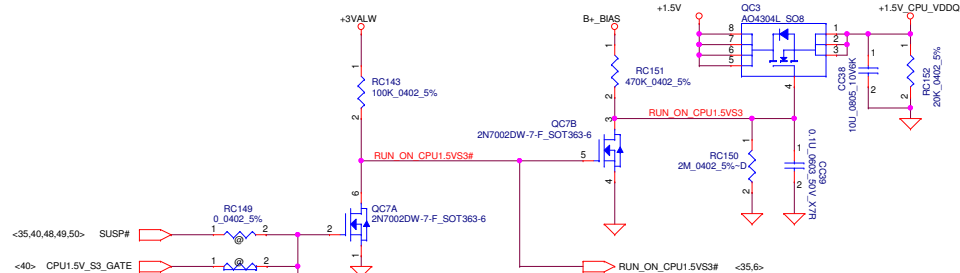 +3VALW
B+_BIAS
+1.5V
QC3
AO4304L_SO8
+1.5V_CPU_VDDQ
8
7
6
5
1
2
3
4
1
2
CC38
10U_0805_10V6K
1
2
RC152
20K_0402_5%
1
RC143
100K_0402_5%
2
1
RC151
470K_0402_5%
2
RUN_ON_CPU1.5VS3
QC7B
2N7002DW-7-F_SOT363-6
3
5
4
RUN_ON_CPU1.5VS3#
1
RC150
2M_0402_5%~D
2
1
2
CC39
0.1U_0603_50V_X7R
6
QC7A
2N7002DW-7-F_SOT363-6
2
1
RC149
0_0402_5%
<35,40,48,49,50> SUSP# 1 2
@
<40> CPU1.5V_S3_GATE 1 2
@
RUN_ON_CPU1.5VS3# <35,6>